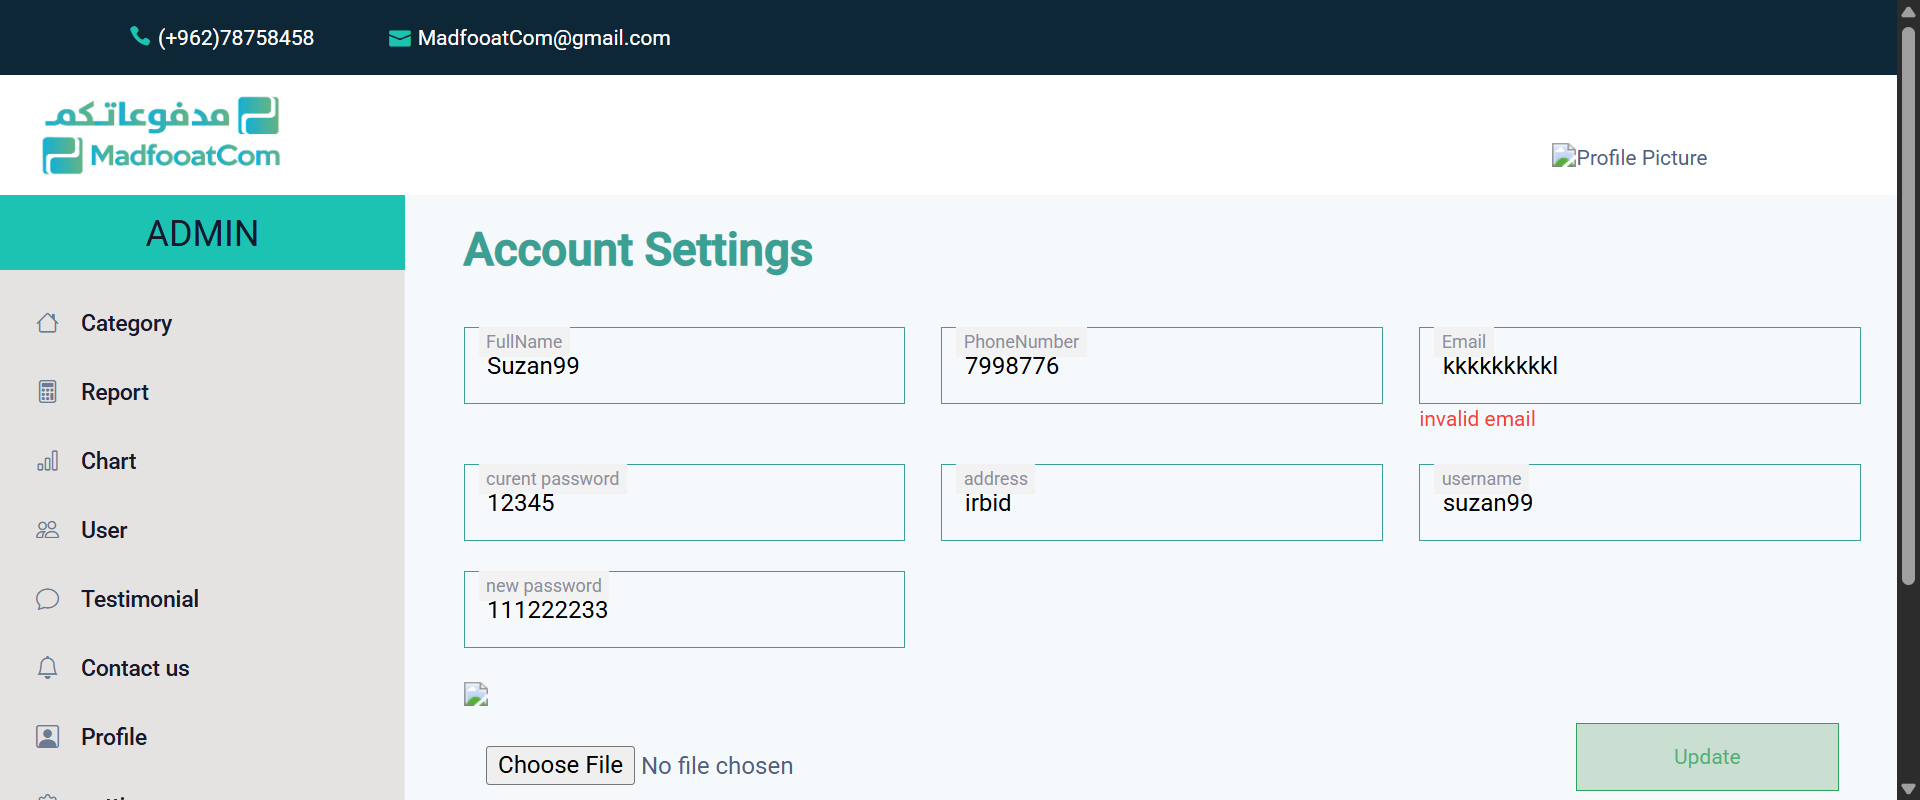 (+962)78758458 MadfooatCom@gmail.com
مدفوعاتكم
MadfooatCom
Profile Picture
ADMIN
Category
Report
Chart
User
Testimonial
Contact us
Profile
Account Settings
FullName
Suzan99
PhoneNumber
7998776
Email
kkkkkkkkkl
invalid email
curent password
12345
address
irbid
username
suzan99
new password
111222233
Choose File No file chosen
Update